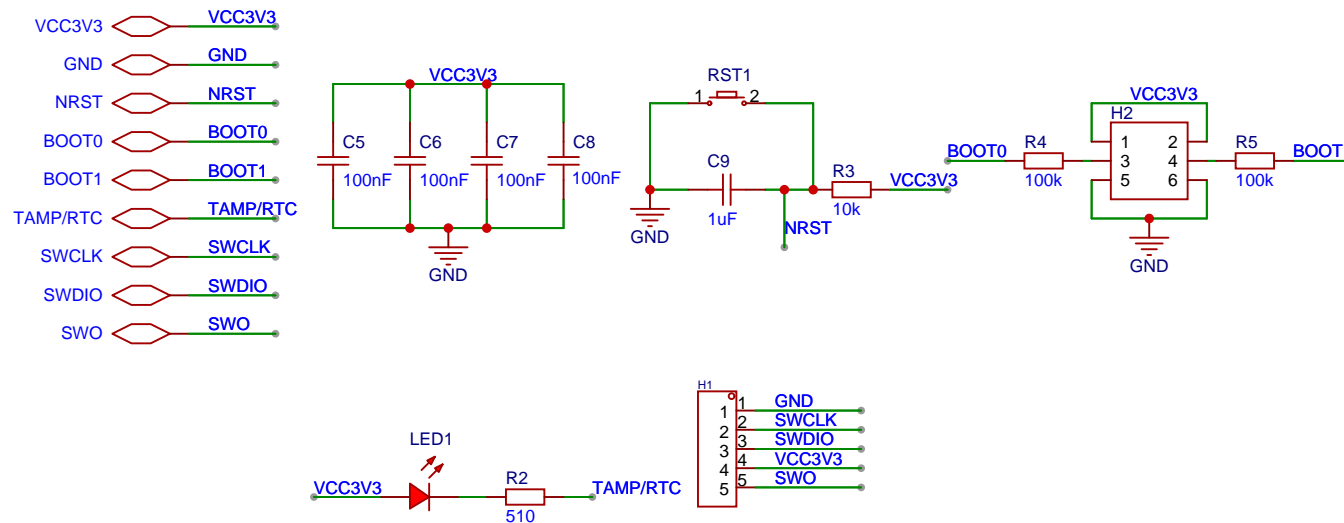 VCC3V3 VCC3V3
GND GND
NRST NRST
BOOT0 BOOT0
BOOT1 BOOT1
TAMP/RTC TAMP/RTC
SWCLK SWCLK
SWDIO SWDIO
SWO SWO
VCC3V3
C5 C6 C7 C8
100nF 100nF 100nF 100nF
GND
RST1
1 2
C9
1uF
R3
10k
VCC3V3
GND
NRST
VCC3V3
H2
BOOT0
R4
100k
1 2
3 4
5 6
R5
100k
BOOT
GND
LED1
VCC3V3
R2
510
TAMP/RTC
H1
1 1 GND
2 2 SWCLK
3 3 SWDIO
4 4 VCC3V3
5 5 SWO